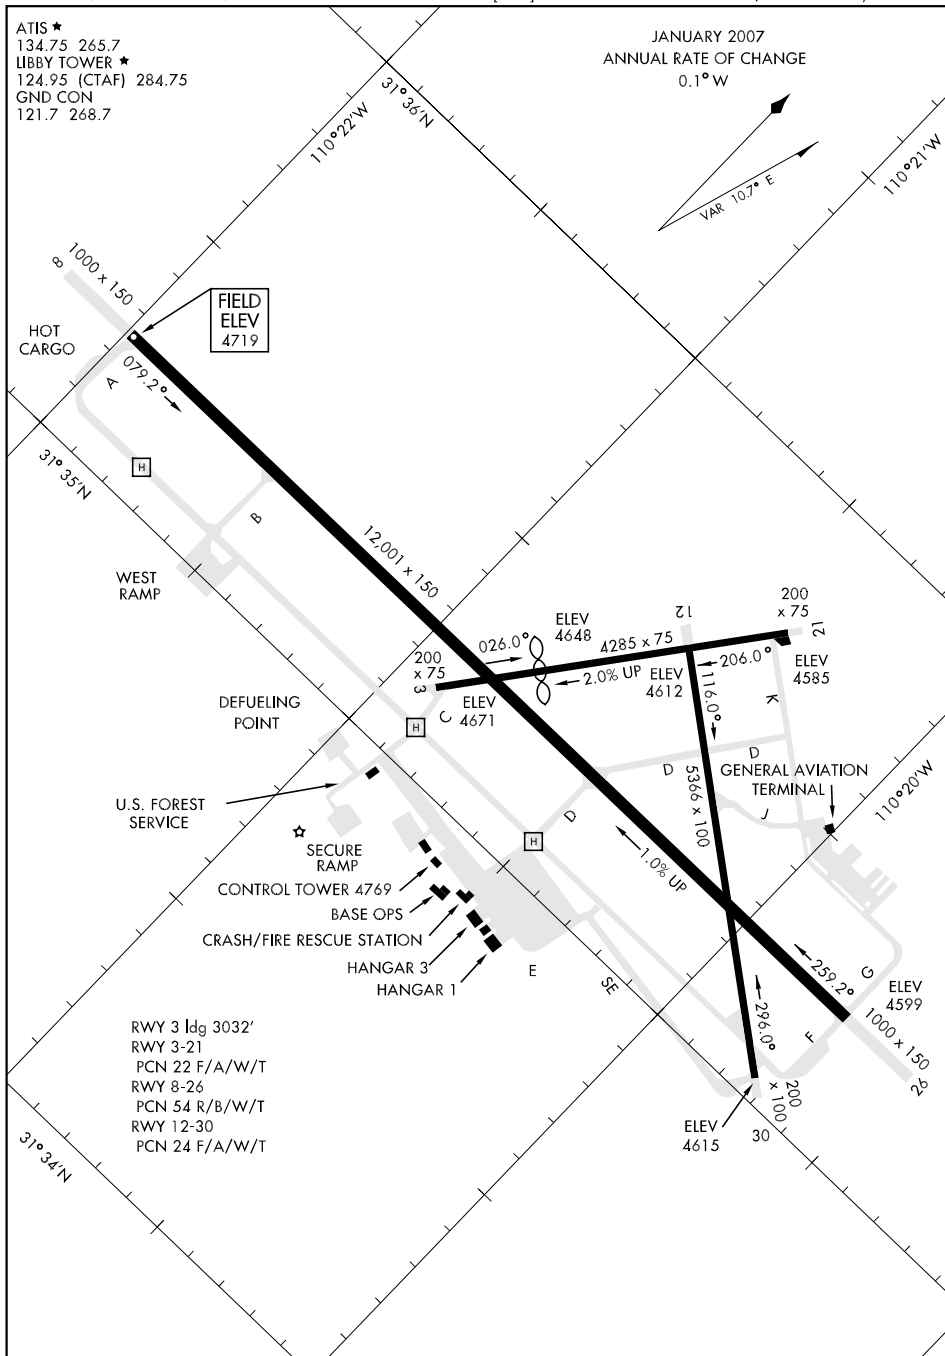 ATIS ★
134.75 265.7
LIBBY TOWER ★
124.95 (CTAF) 284.75
GND CON
121.7 268.7
JANUARY 2007
ANNUAL RATE OF CHANGE
0.1° W
VAR 10.7° E
31° 36'N
110° 22'W
110° 21'W
8
1000 x 150
FIELD
ELEV
4719
HOT
CARGO
079.2°
A
31° 35'N
H
B
12,001 x 150
WEST
RAMP
ELEV
4648
12
200
x 75
21
4285 x 75
026.0°
206.0°
ELEV
4585
200
x 75
3
2.0% UP
ELEV
4612
ELEV
4671
116.0°
K
C
DEFUELING
POINT
H
D
D
5366 x 100
GENERAL AVIATION
TERMINAL
110° 20'W
J
D
U.S. FOREST
SERVICE
SECURE
RAMP
H
1.0% UP
CONTROL TOWER 4769
BASE OPS
CRASH/FIRE RESCUE STATION
HANGAR 3
HANGAR 1
E
SE
259.2°
G
ELEV
4599
296.0°
F
1000 x 150
26
200
x 100
30
ELEV
4615
RWY 3 ldg 3032'
RWY 3-21
PCN 22 F/A/W/T
RWY 8-26
PCN 54 R/B/W/T
RWY 12-30
PCN 24 F/A/W/T
31° 34'N